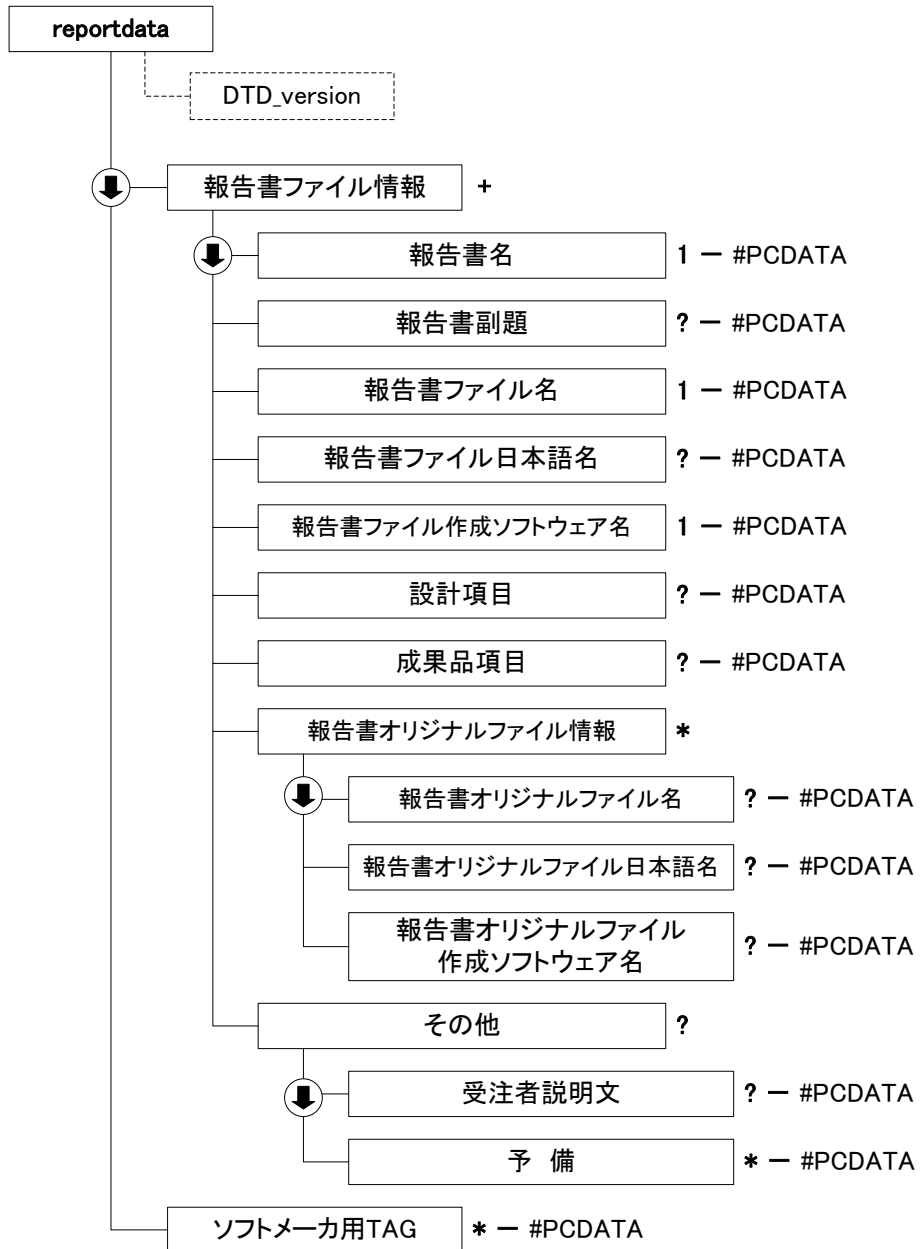 reportdata
DTD_version
報告書ファイル情報 +
報告書名 1 ー #PCDATA
報告書副題 ? ー #PCDATA
報告書ファイル名 1 ー #PCDATA
報告書ファイル日本語名 ? ー #PCDATA
報告書ファイル作成ソフトウェア名 1 ー #PCDATA
設計項目 ? ー #PCDATA
成果品項目 ? ー #PCDATA
報告書オリジナルファイル情報 *
報告書オリジナルファイル名 ? ー #PCDATA
報告書オリジナルファイル日本語名 ? ー #PCDATA
報告書オリジナルファイル
作成ソフトウェア名 ? ー #PCDATA
その他 ?
受注者説明文 ? ー #PCDATA
予 備 * ー #PCDATA
ソフトメーカ用TAG * ー #PCDATA